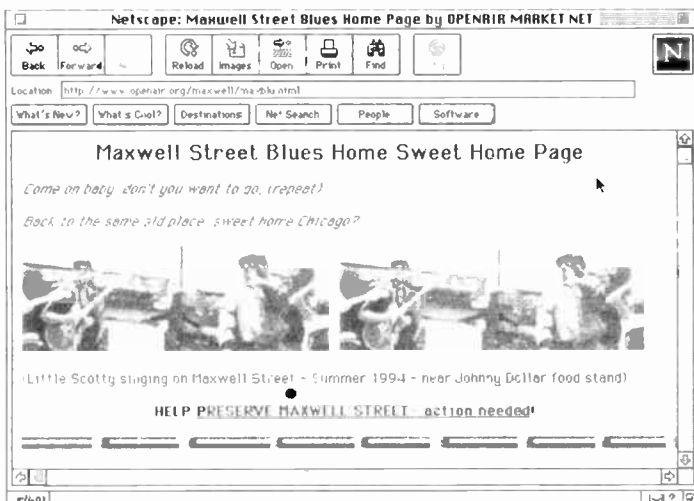 Netscape: Maxwell Street Blues Home Page by OPENAIR MARKET NET
Back Forward Reload Images Open Print Find
N
Location http://www.openair.org/maxwell/
What's New? What's Cool? Destinations Net Search People Software
Maxwell Street Blues Home Sweet Home Page
Come on baby don't you want to go, (repeat)
Back to the same old place, sweet home Chicago?
(Little Scotty singing on Maxwell Street - Summer 1994 - near Johnny Dollar food stand)
HELP PRESERVE MAXWELL STREET - action needed!